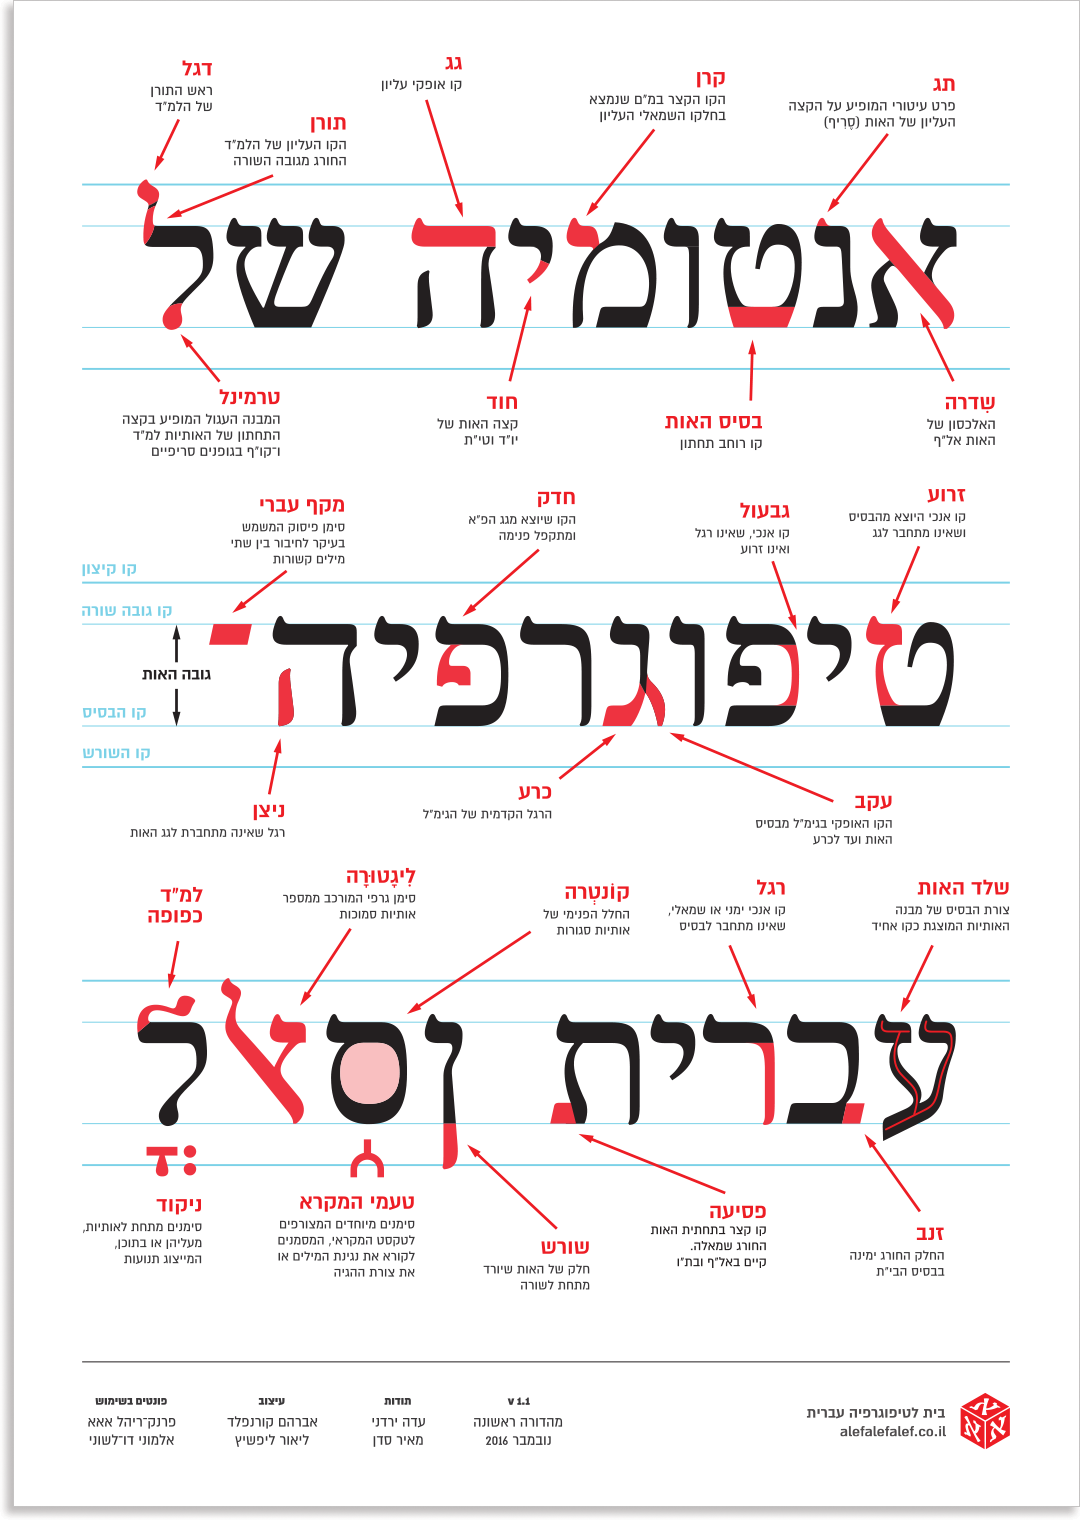 תג
פרט עיטורי המופיע על הקצה
העליון של האות (סֶרִיף)
קרן
הקו הקצר במ"ם שנמצא
בחלקו השמאלי העליון
גג
קו אופקי עליון
תורן
הקו העליון של הלמ"ד
החורג מגובה השורה
דגל
ראש התורן
של הלמ"ד
אנטומיה של
שִדרה
האלכסון של
האות אל"ף
בסיס האות
קו רוחב תחתון
חוד
קצה האות של
יו"ד וטי"ת
טרמינל
המבנה העגול המופיע בקצה
התחתון של האותיות למ"ד
ו־קו"ף בגופנים סריפיים
זרוע
קו אנכי היוצא מהבסיס
ושאינו מתחבר לגג
גבעול
קו אנכי, שאינו רגל
ואינו זרוע
חדק
הקו שיוצא מגג הפ"א
ומתקפל פנימה
מקף עברי
סימן פיסוק המשמש
בעיקר לחיבור בין שתי
מילים קשורות
קו קיצון
קו גובה שורה
גובה האות
קו הבסיס
קו השורש
טיפוגרפיה־
עקב
הקו האופקי בגימ"ל מבסיס
האות ועד לכרע
כרע
הרגל הקדמית של הגימ"ל
ניצן
רגל שאינה מתחברת לגג האות
שלד האות
צורת הבסיס של מבנה
האותיות המוצגת כקו אחיד
רגל
קו אנכי ימני או שמאלי,
שאינו מתחבר לבסיס
קוֹנטְרה
החלל הפנימי של
אותיות סגורות
לִיגָטוּרָה
סימן גרפי המורכב ממספר
אותיות סמוכות
למ"ד
כפופה
עברית ןסﭏל
זנב
החלק החורג ימינה
בבסיס הבי"ת
פסיעה
קו קצר בתחתית האות
החורג שמאלה.
קיים באל"ף ובת"ו
שורש
חלק של האות שיורד
מתחת לשורה
טעמי המקרא
סימנים מיוחדים המצורפים
לטקסט המקראי, המסמנים
לקורא את נגינת המילים או
את צורת ההגיה
ניקוד
סימנים מתחת לאותיות,
מעליהן או בתוכן,
המייצוג תנועות
בית לטיפוגרפיה עברית
alefalefalef.co.il
א א א
v 1.1
מהדורה ראשונה
נובמבר 2016
תודות
עדה ירדני
מאיר סדן
עיצוב
אברהם קורנפלד
ליאור ליפשיץ
פונטים בשימוש
פרנק־ריהל אאא
אלמוני דו־לשוני